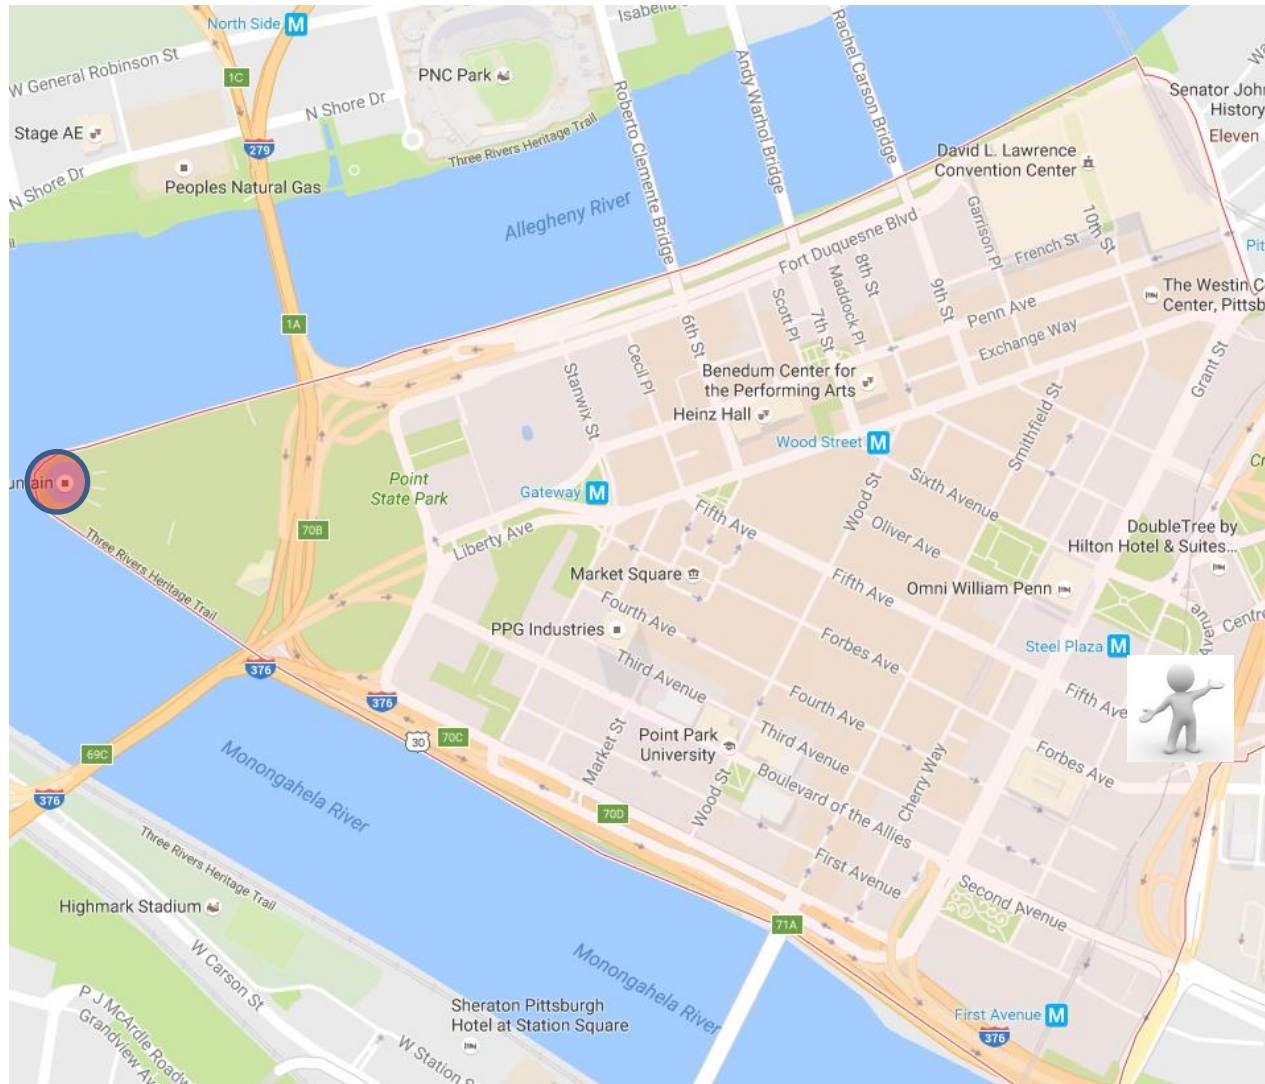 North Side M
Isabella
W General Robinson St
1C
PNC Park
N Shore Dr
Stage AE
279
Three Rivers Heritage Trail
N Shore Dr
Peoples Natural Gas
Allegheny River
Roberto Clemente Bridge
Andy Warhol Bridge
Rachel Carson Bridge
Senator John
History
Eleven
David L. Lawrence
Convention Center
Garrison Pl
10th St
French St
Fort Duquesne Blvd
Pit
The Westin C
Center, Pittsb
1A
6th St
Scott Pl
7th St
Maddock Pl
8th St
9th St
Penn Ave
Exchange Way
Grant St
Stanwix St
Cecil Pl
Benedum Center for
the Performing Arts
Heinz Hall
Wood Street M
Smithfield St
Point
State Park
Gateway M
Liberty Ave
70B
Fifth Ave
Wood St
Sixth Avenue
Oliver Ave
DoubleTree by
Hilton Hotel & Suites...
Three Rivers Heritage Trail
Market Square
Fourth Ave
Fifth Ave
Omni William Penn
Centre
Avenue
PPG Industries
Third Avenue
Forbes Ave
Steel Plaza M
376
376
Fourth Ave
Fifth Ave
30
70C
Market St
Point Park
University
Third Avenue
Forbes Ave
69C
376
Monongahela River
Wood St
Boulevard of the Allies
Cherry Way
70D
Three Rivers Heritage Trail
First Avenue
Second Avenue
Highmark Stadium
71A
W Carson St
Monongahela River
P J McArdle Roadw
Grandview Av
Sheraton Pittsburgh
Hotel at Station Square
W Station S
First Avenue M
376